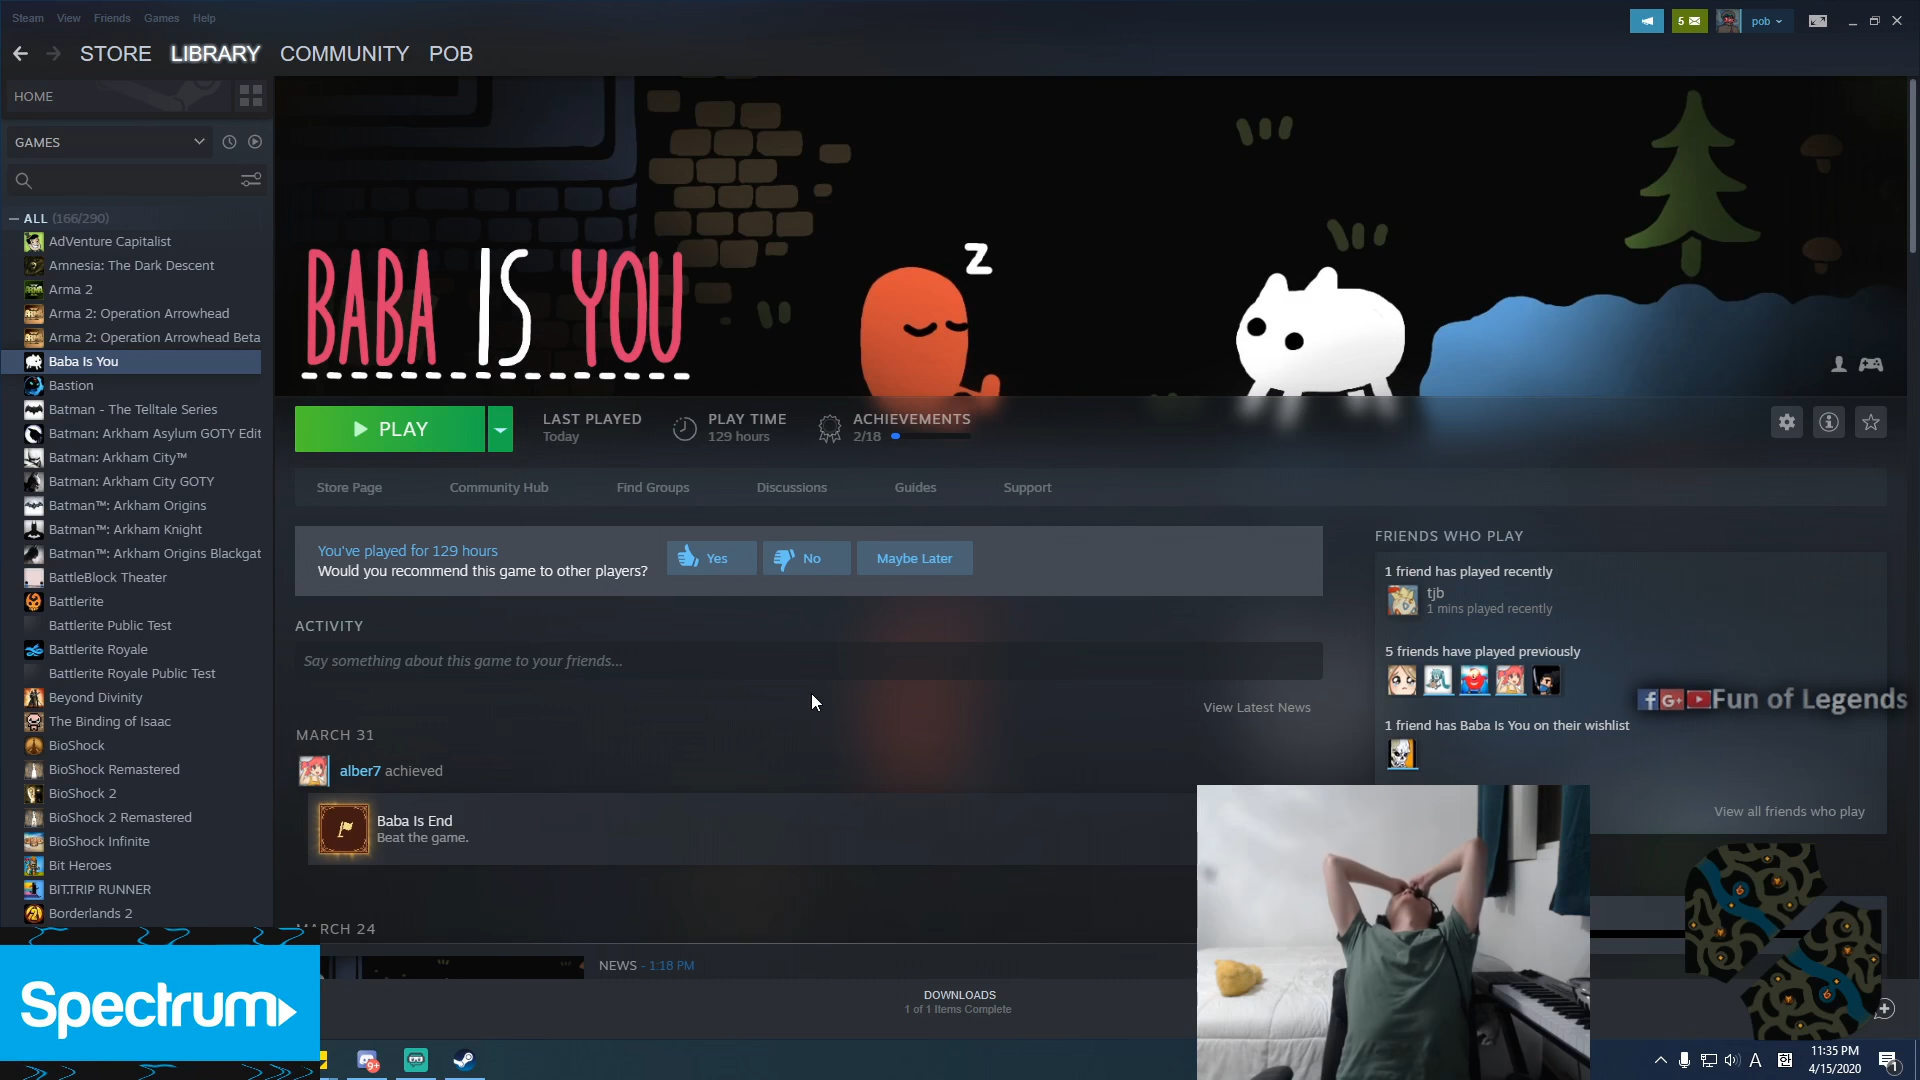 Steam View Friends Games Help
5
pob
STORE LIBRARY COMMUNITY POB
HOME
GAMES
ALL (166/290)
AdVenture Capitalist
Amnesia: The Dark Descent
Arma 2
Arma 2: Operation Arrowhead
Arma 2: Operation Arrowhead Beta
Baba Is You
Bastion
Batman - The Telltale Series
Batman: Arkham Asylum GOTY Edit
Batman: Arkham City™
Batman: Arkham City GOTY
Batman™: Arkham Origins
Batman™: Arkham Knight
Batman™: Arkham Origins Blackgat
BattleBlock Theater
Battlerite
Battlerite Public Test
Battlerite Royale
Battlerite Royale Public Test
Beyond Divinity
The Binding of Isaac
BioShock
BioShock Remastered
BioShock 2
BioShock 2 Remastered
BioShock Infinite
Bit Heroes
BIT.TRIP RUNNER
Borderlands 2
BABA IS YOU
Z
PLAY
LAST PLAYED
Today
PLAY TIME
129 hours
ACHIEVEMENTS
2/18
Store Page Community Hub Find Groups Discussions Guides Support
You've played for 129 hours
Would you recommend this game to other players?
Yes No Maybe Later
ACTIVITY
Say something about this game to your friends...
View Latest News
MARCH 31
alber7 achieved
Baba Is End
Beat the game.
MARCH 24
NEWS - 1:18 PM
FRIENDS WHO PLAY
1 friend has played recently
tjb
1 mins played recently
5 friends have played previously
1 friend has Baba Is You on their wishlist
View all friends who play
f G+ Fun of Legends
DOWNLOADS
1 of 1 Items Complete
Spectrum
9+
A
한
11:35 PM
4/15/2020
1